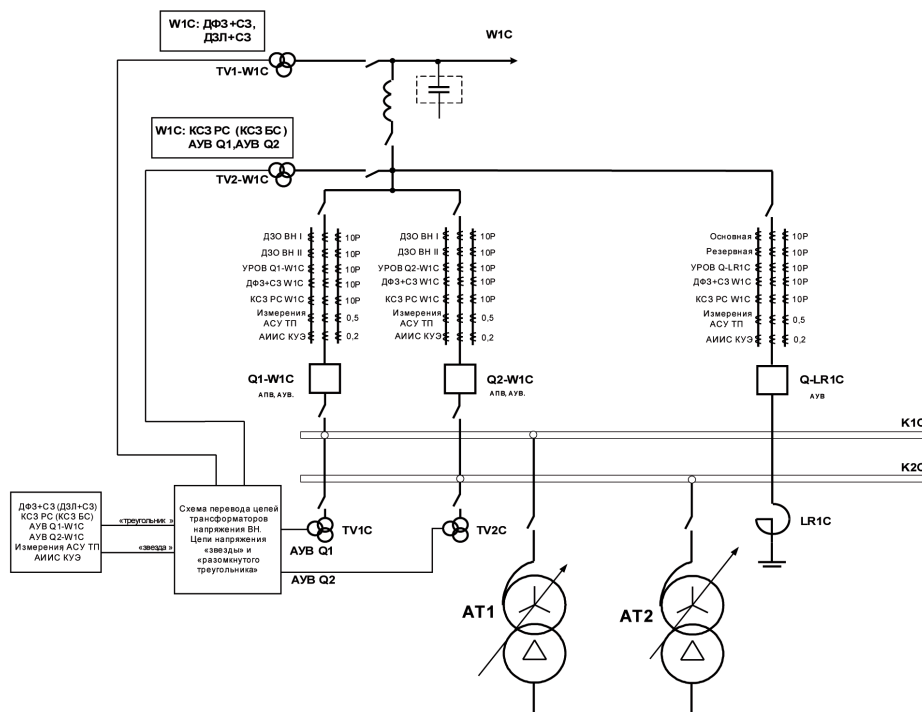 W1C: ДФЗ+СЗ,
ДЗЛ+СЗ
W1C
TV1-W1C
W1C: КСЗ РС (КСЗ БС)
АУВ Q1,АУВ Q2
TV2-W1C
ДЗО ВН I
10Р
ДЗО ВН II
10Р
УРОВ Q1-W1C
10Р
ДФЗ+СЗ W1C
10Р
КСЗ РС W1C
10Р
Измерения
АСУ ТП
0,5
АИИС КУЭ
0,2
ДЗО ВН I
10Р
ДЗО ВН II
10Р
УРОВ Q2-W1C
10Р
ДФЗ+СЗ W1C
10Р
КСЗ РС W1C
10Р
Измерения
АСУ ТП
0,5
АИИС КУЭ
0,2
Основная
10Р
Резервная
10Р
УРОВ Q-LR1C
10Р
ДФЗ+СЗ W1C
10Р
КСЗ РС W1C
10Р
Измерения
АСУ ТП
0,5
АИИС КУЭ
0,2
Q1-W1C
АПВ, АУВ.
Q2-W1C
АПВ, АУВ.
Q-LR1C
АУВ
K1C
K2C
ДФЗ+СЗ (ДЗЛ+СЗ)
КСЗ РС (КСЗ БС)
АУВ Q1-W1C
АУВ Q2-W1C
Измерения АСУ ТП
АИИС КУЭ
«треугольник »
«звезда »
Схема перевода цепей
трансформаторов
напряжения ВН.
Цепи напряжения
«звезды» и
«разомкнутого
треугольника»
АУВ Q1
АУВ Q2
TV1C
TV2C
LR1C
АТ1
АТ2